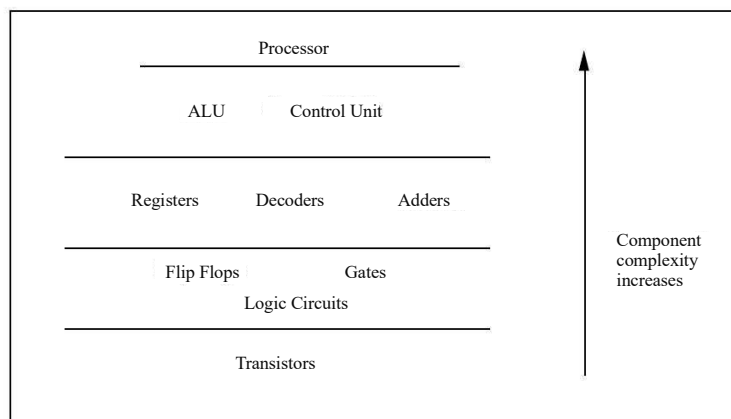 Processor
ALU Control Unit
Registers Decoders Adders
Component
complexity
increases
Flip Flops Gates
Logic Circuits
Transistors